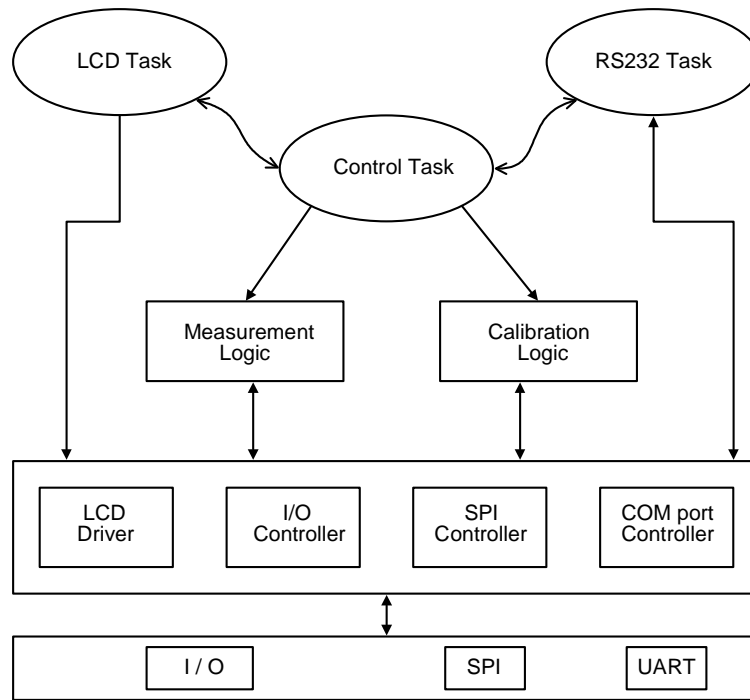 LCD Task
RS232 Task
Control Task
Measurement
Logic
Calibration
Logic
LCD
Driver
I/O
Controller
SPI
Controller
COM port
Controller
I / O
SPI
UART